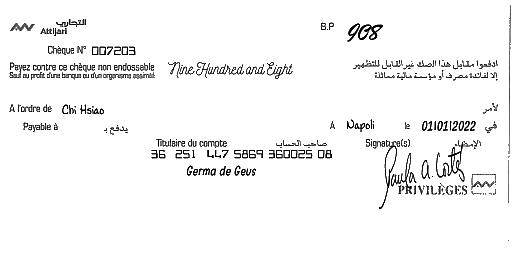 التجاري
Attijari
B.P 908
Chèque N° 007203
Payez contre ce chèque non endossable
Sauf au profit d'une banque ou d'un organisme assimilé
Nine Hundred and Eight
ادفعوا مقابل هذا الصك غير القابل للتظهير
إلا لفائدة مصرف أو مؤسسة مالية مماثلة
A l'ordre de Chi Hsiao لأمر
Payable à يدفع بـ A Napoli le 01/01/2022 في
Titulaire du compte صاحب الحساب Signature(s) الإمضاء
36 251 447 5869 360025 08
Germa de Geus
Paula A. Cortes
PRIVILÈGES